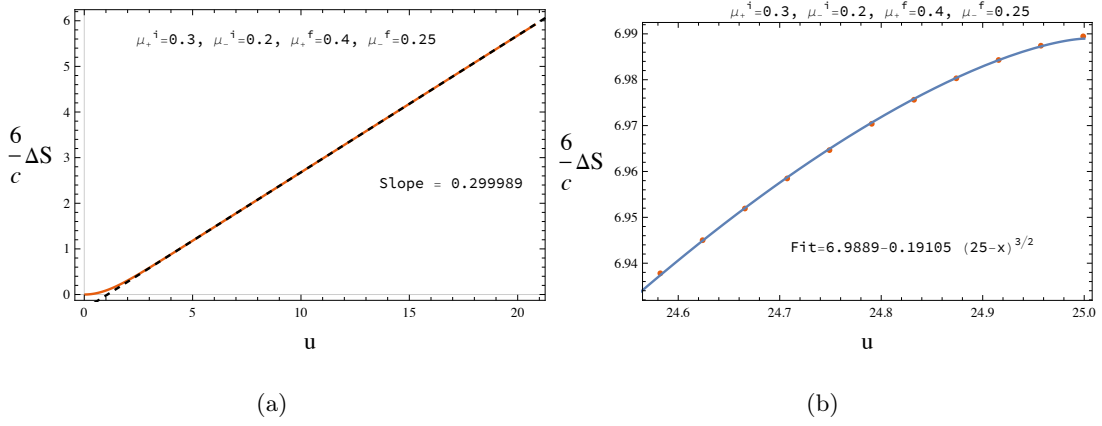 μ₊ⁱ=0.3, μ₋ⁱ=0.2, μ₊ᶠ=0.4, μ₋ᶠ=0.25
6
5
4
3
2
1
0
6/c ΔS
Slope = 0.299989
0 5 10 15 20
u
(a)
μ₊ⁱ=0.3, μ₋ⁱ=0.2, μ₊ᶠ=0.4, μ₋ᶠ=0.25
6.99
6.98
6.97
6.96
6.95
6.94
6/c ΔS
Fit=6.9889-0.19105 (25-x)^3/2
24.6 24.7 24.8 24.9 25.0
u
(b)